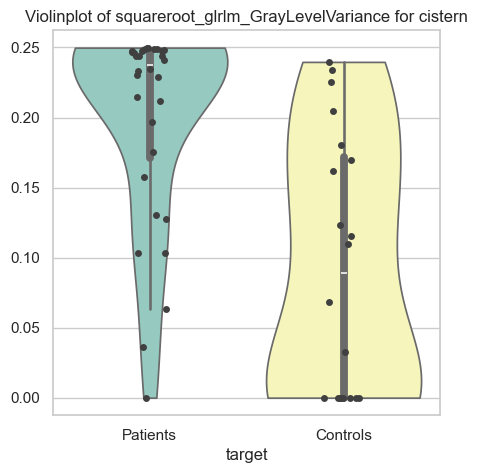 Violinplot of squareroot_glrlm_GrayLevelVariance for cistern
0.25
0.20
0.15
0.10
0.05
0.00
Patients
Controls
target